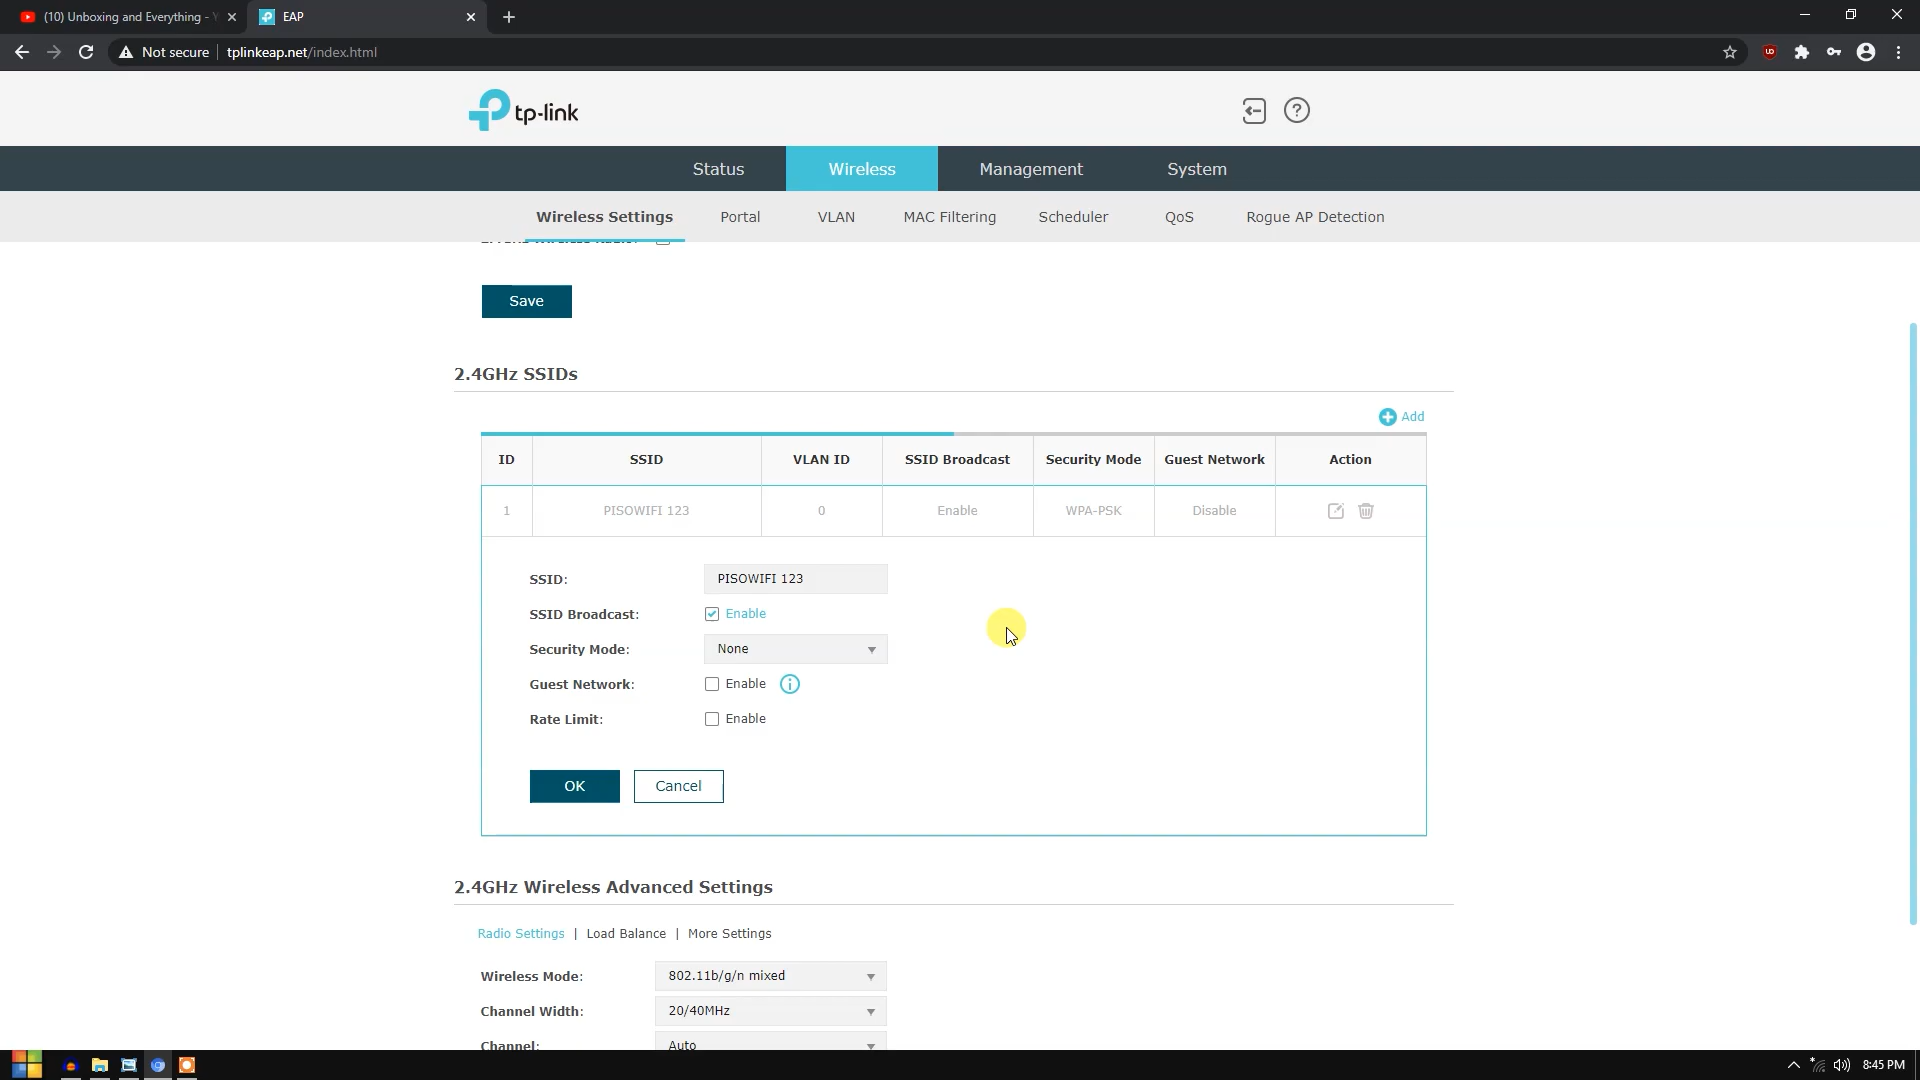 (10) Unboxing and Everything - Y
EAP
Not secure
tplinkeap.net/index.html
tp-link
Status
Wireless
Management
System
Wireless Settings
Portal
VLAN
MAC Filtering
Scheduler
QoS
Rogue AP Detection
Save
2.4GHz SSIDs
Add
ID SSID VLAN ID SSID Broadcast Security Mode Guest Network Action
1 PISOWIFI 123 0 Enable WPA-PSK Disable
SSID: PISOWIFI 123
SSID Broadcast: Enable
Security Mode: None
Guest Network: Enable
Rate Limit: Enable
OK Cancel
2.4GHz Wireless Advanced Settings
Radio Settings | Load Balance | More Settings
Wireless Mode: 802.11b/g/n mixed
Channel Width: 20/40MHz
Channel: Auto
8:45 PM